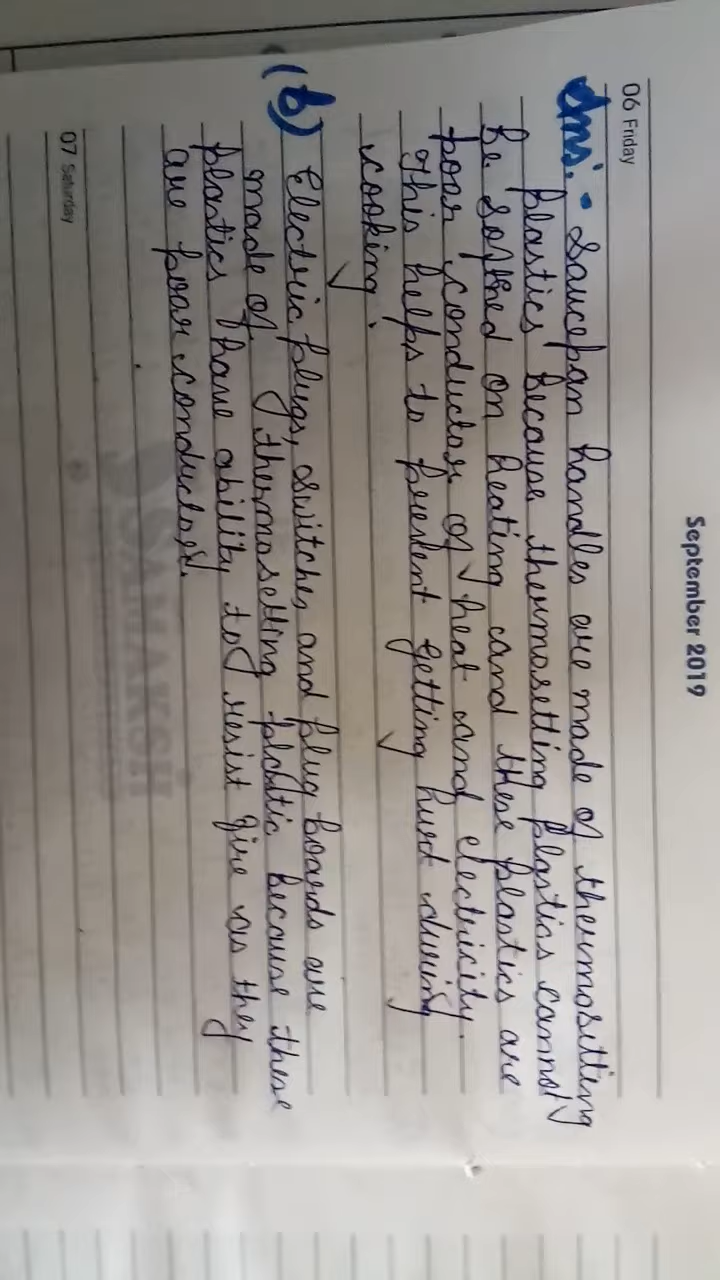 September 2019
06 Friday
Ans:- Saucepan handles are made of thermosetting
plastics because thermosetting plastics cannot
be softned on heating and these plastics are
poor conductor of heat and electricity.
This helps to prevent getting hurt during
cooking.
(b) Electric plugs, switches and plug boards are
made of thermosetting plastic because these
plastics have ability to resist fire as they
are poor conductors.
07 Saturday